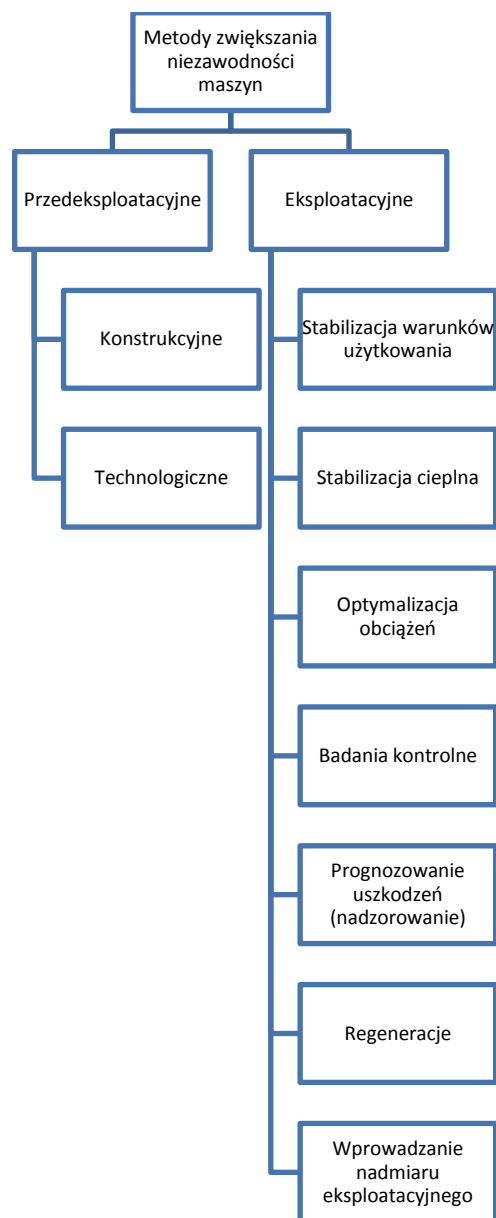 Metody zwiększania
niezawodności
maszyn
Przedeksploatacyjne
Eksploatacyjne
Konstrukcyjne
Technologiczne
Stabilizacja warunków
użytkowania
Stabilizacja cieplna
Optymalizacja
obciążeń
Badania kontrolne
Prognozowanie
uszkodzeń
(nadzorowanie)
Regeneracje
Wprowadzanie
nadmiaru
eksploatacyjnego